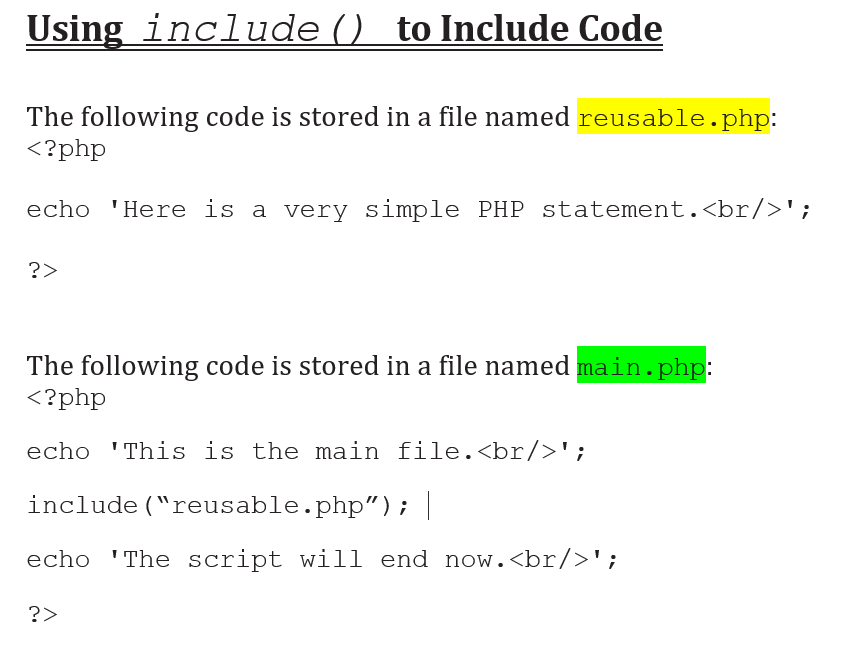 Using include() to Include Code
The following code is stored in a file named reusable.php:
<?php
echo 'Here is a very simple PHP statement.<br/>';
?>
The following code is stored in a file named main.php:
<?php
echo 'This is the main file.<br/>';
include(“reusable.php”);
echo 'The script will end now.<br/>';
?>